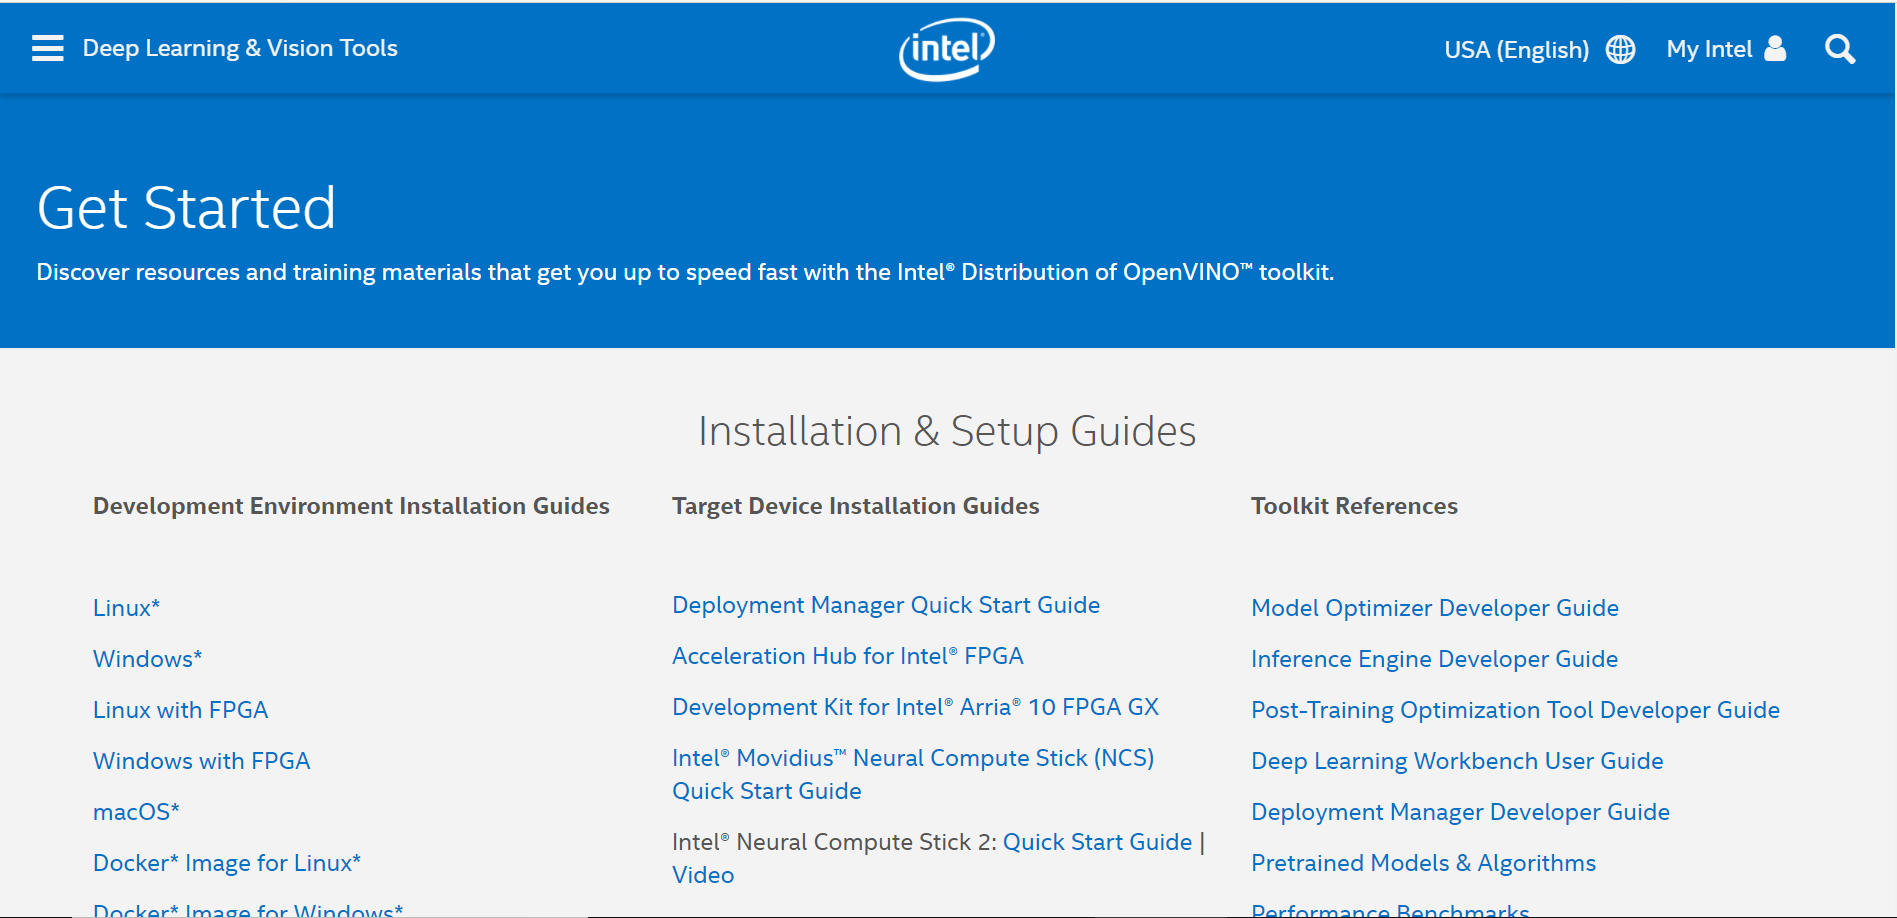 Deep Learning & Vision Tools
intel
USA (English)
My Intel
Get Started
Discover resources and training materials that get you up to speed fast with the Intel® Distribution of OpenVINO™ toolkit.
Installation & Setup Guides
Development Environment Installation Guides
Linux*
Windows*
Linux with FPGA
Windows with FPGA
macOS*
Docker* Image for Linux*
Docker* Image for Windows*
Target Device Installation Guides
Deployment Manager Quick Start Guide
Acceleration Hub for Intel® FPGA
Development Kit for Intel® Arria® 10 FPGA GX
Intel® Movidius™ Neural Compute Stick (NCS)
Quick Start Guide
Intel® Neural Compute Stick 2: Quick Start Guide |
Video
Toolkit References
Model Optimizer Developer Guide
Inference Engine Developer Guide
Post-Training Optimization Tool Developer Guide
Deep Learning Workbench User Guide
Deployment Manager Developer Guide
Pretrained Models & Algorithms
Performance Benchmarks